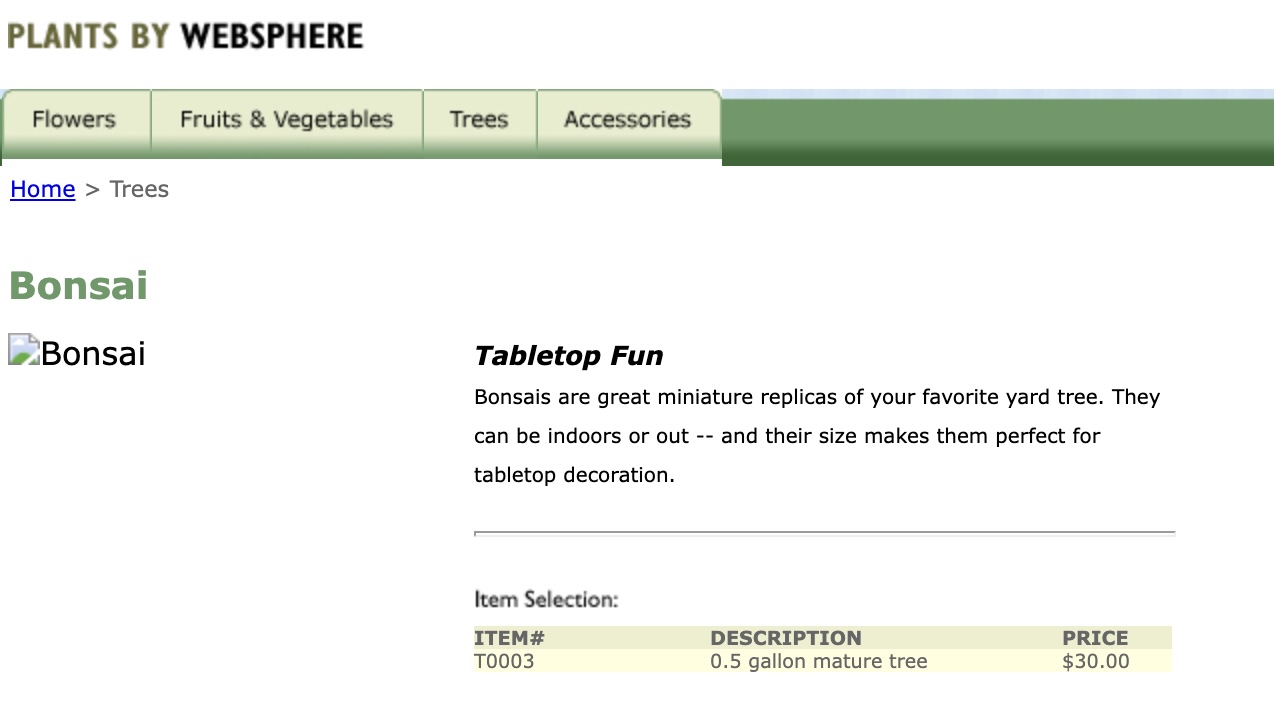 PLANTS BY WEBSPHERE
Flowers Fruits & Vegetables Trees Accessories
Home > Trees
Bonsai
Bonsai
Tabletop Fun
Bonsais are great miniature replicas of your favorite yard tree. They
can be indoors or out -- and their size makes them perfect for
tabletop decoration.
Item Selection:
ITEM# DESCRIPTION PRICE
T0003 0.5 gallon mature tree $30.00